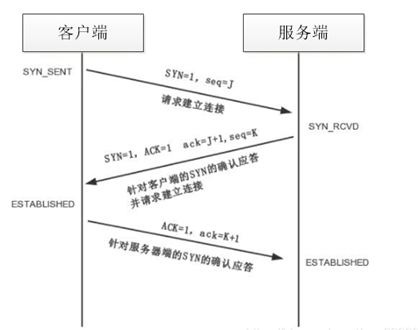 客户端
服务端
SYN_SENT
SYN=1, seq=J
请求建立连接
SYN_RCVD
SYN=1, ACK=1 ack=J+1,seq=K
针对客户端的SYN的确认应答
并请求建立连接
ESTABLISHED
ACK=1, ack=K+1
针对服务器端的SYN的确认应答
ESTABLISHED